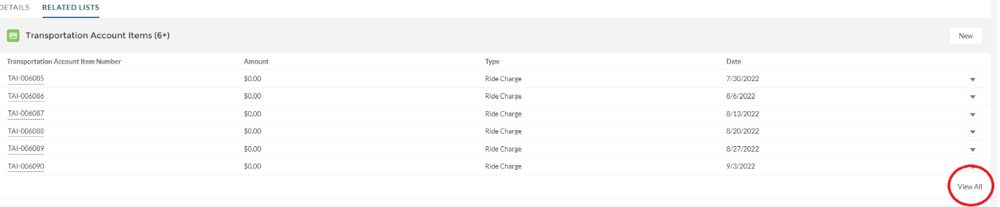 DETAILS RELATED LISTS
Transportation Account Items (6+) New
Transportation Account Item Number Amount Type Date
TAI-006085 $0.00 Ride Charge 7/30/2022
TAI-006086 $0.00 Ride Charge 8/6/2022
TAI-006087 $0.00 Ride Charge 8/13/2022
TAI-006088 $0.00 Ride Charge 8/20/2022
TAI-006089 $0.00 Ride Charge 8/27/2022
TAI-006090 $0.00 Ride Charge 9/3/2022
View All